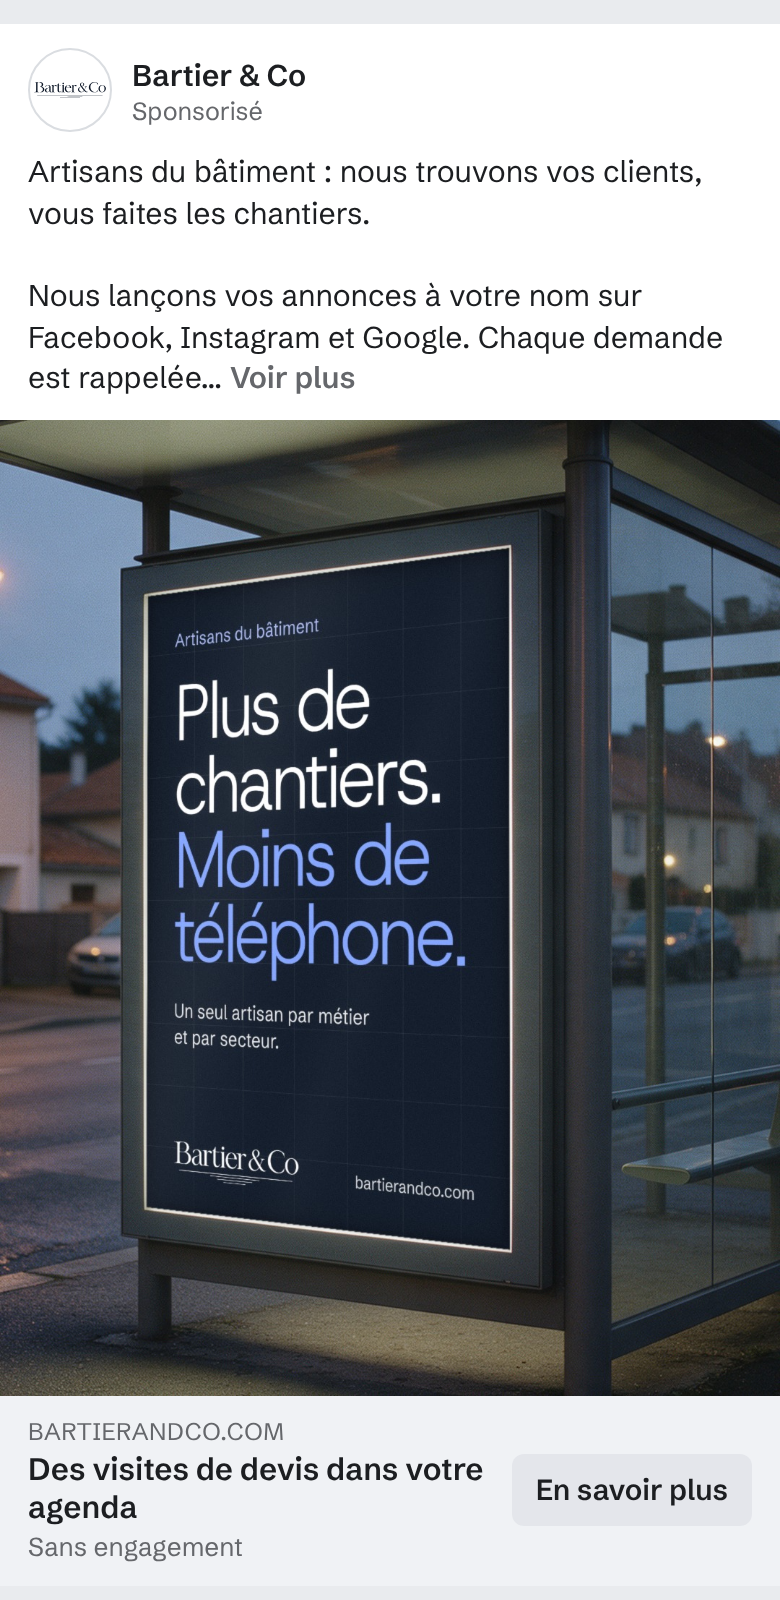 Bartier & Co
Bartier & Co
Sponsorisé
Artisans du bâtiment : nous trouvons vos clients,
vous faites les chantiers.
Nous lançons vos annonces à votre nom sur
Facebook, Instagram et Google. Chaque demande
est rappelée... Voir plus
Artisans du bâtiment
Plus de
chantiers.
Moins de
téléphone.
Un seul artisan par métier
et par secteur.
Bartier & Co
bartierandco.com
BARTIERANDCO.COM
Des visites de devis dans votre
agenda
En savoir plus
Sans engagement